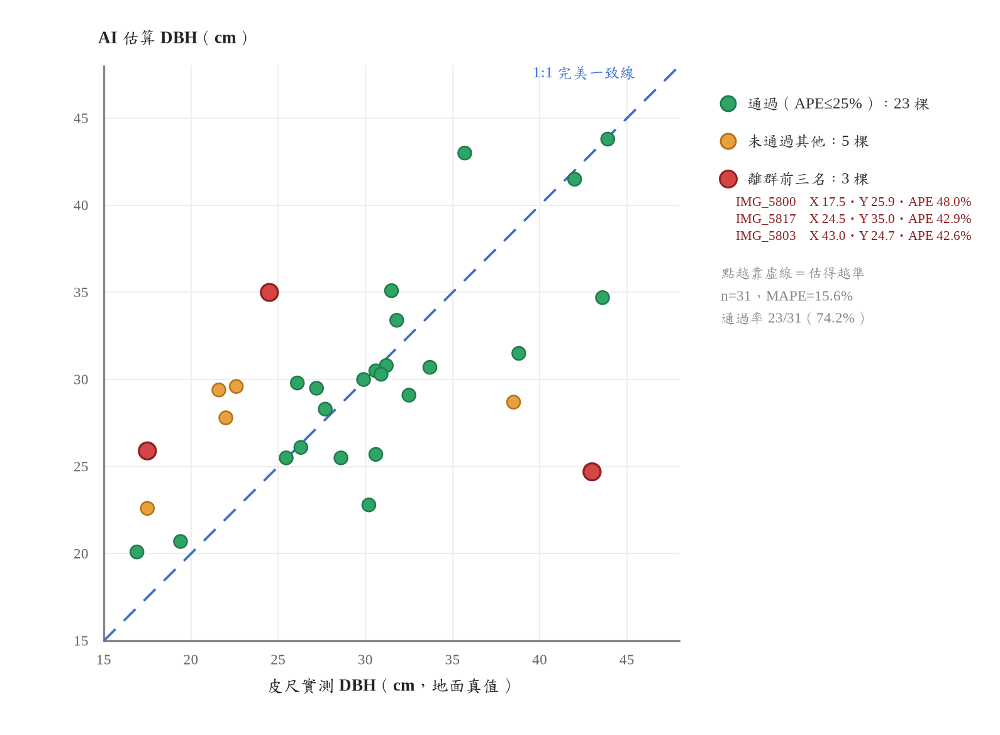 AI 估算 DBH（cm）
1:1 完美一致線
45
40
35
30
25
20
15
15 20 25 30 35 40 45
皮尺實測 DBH（cm，地面真值）
通過（APE≤25%）：23 棵
未通過其他：5 棵
離群前三名：3 棵
IMG_5800 X 17.5・Y 25.9・APE 48.0%
IMG_5817 X 24.5・Y 35.0・APE 42.9%
IMG_5803 X 43.0・Y 24.7・APE 42.6%
點越靠虛線＝估得越準
n=31，MAPE=15.6%
通過率 23/31（74.2%）